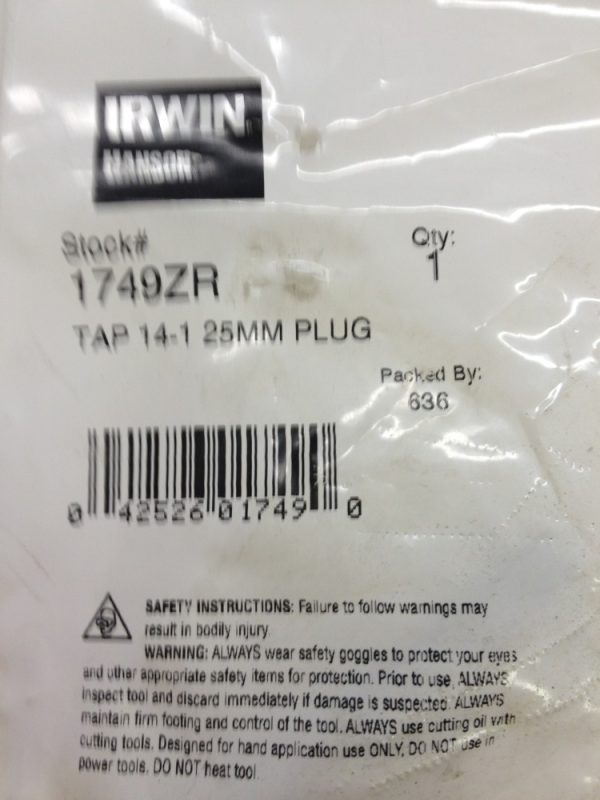 IRWIN
HANSON
Stock#
1749ZR
Qty:
1
TAP 14-1 25MM PLUG
Packed By:
636
0 42526 01749 0
SAFETY INSTRUCTIONS: Failure to follow warnings may
result in bodily injury
WARNING: ALWAYS wear safety goggles to protect your eyes
and other appropriate safety items for protection. Prior to use, ALWAYS
inspect tool and discard immediately if damage is suspected. ALWAYS
maintain firm footing and control of the tool. ALWAYS use cutting oil with
cutting tools. Designed for hand application use ONLY. DO NOT use in
power tools. DO NOT heat tool